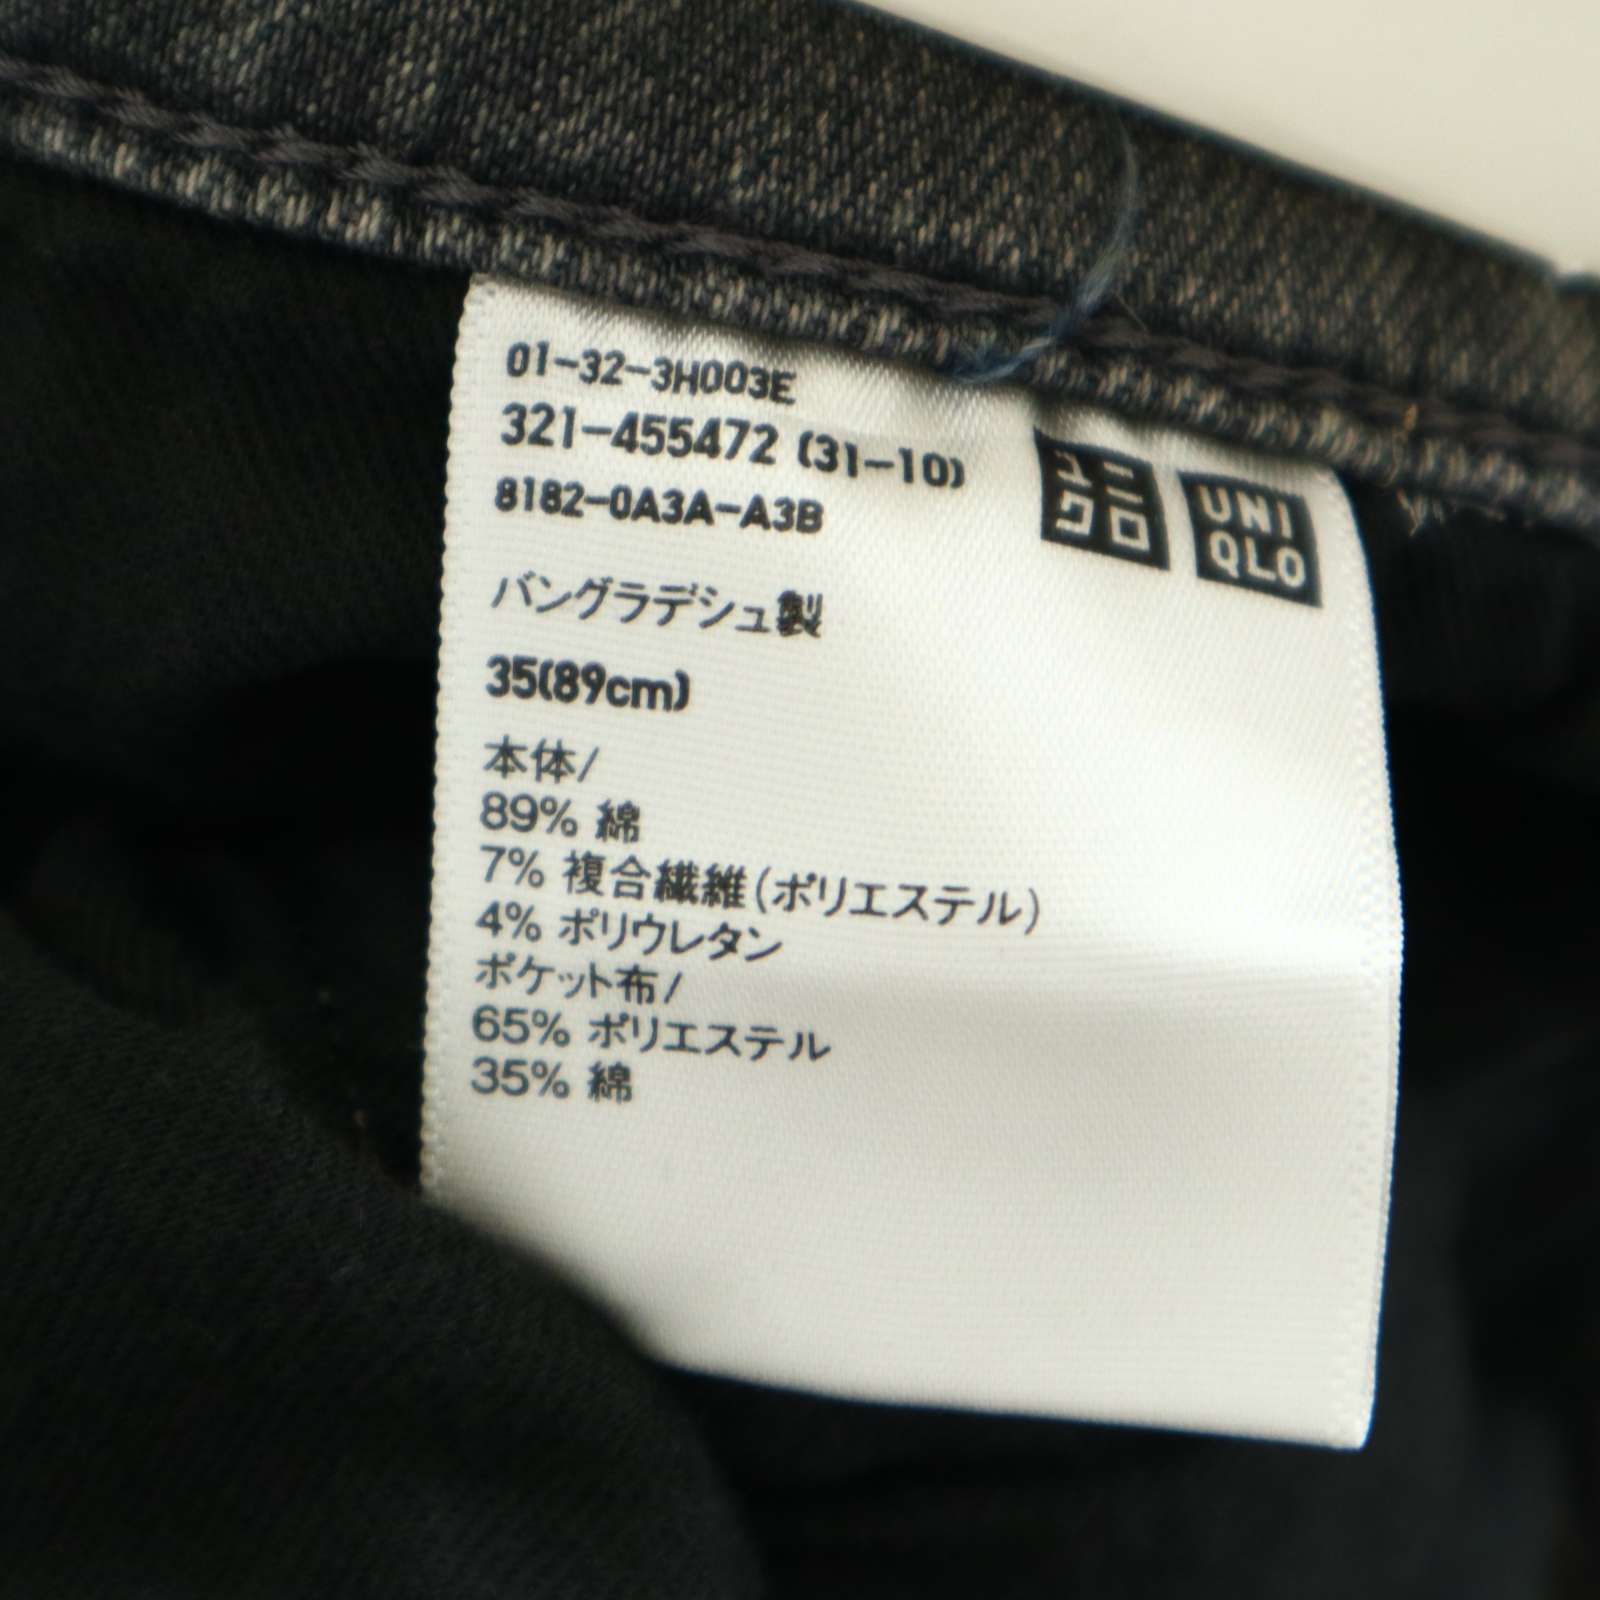 01-32-3H003E
321-455472 (31-10)
8182-0A3A-A3B
ユニ
クロ
UNI
QLO
バングラデシュ製
35(89cm)
本体/
89% 綿
7% 複合繊維(ポリエステル)
4% ポリウレタン
ポケット布/
65% ポリエステル
35% 綿